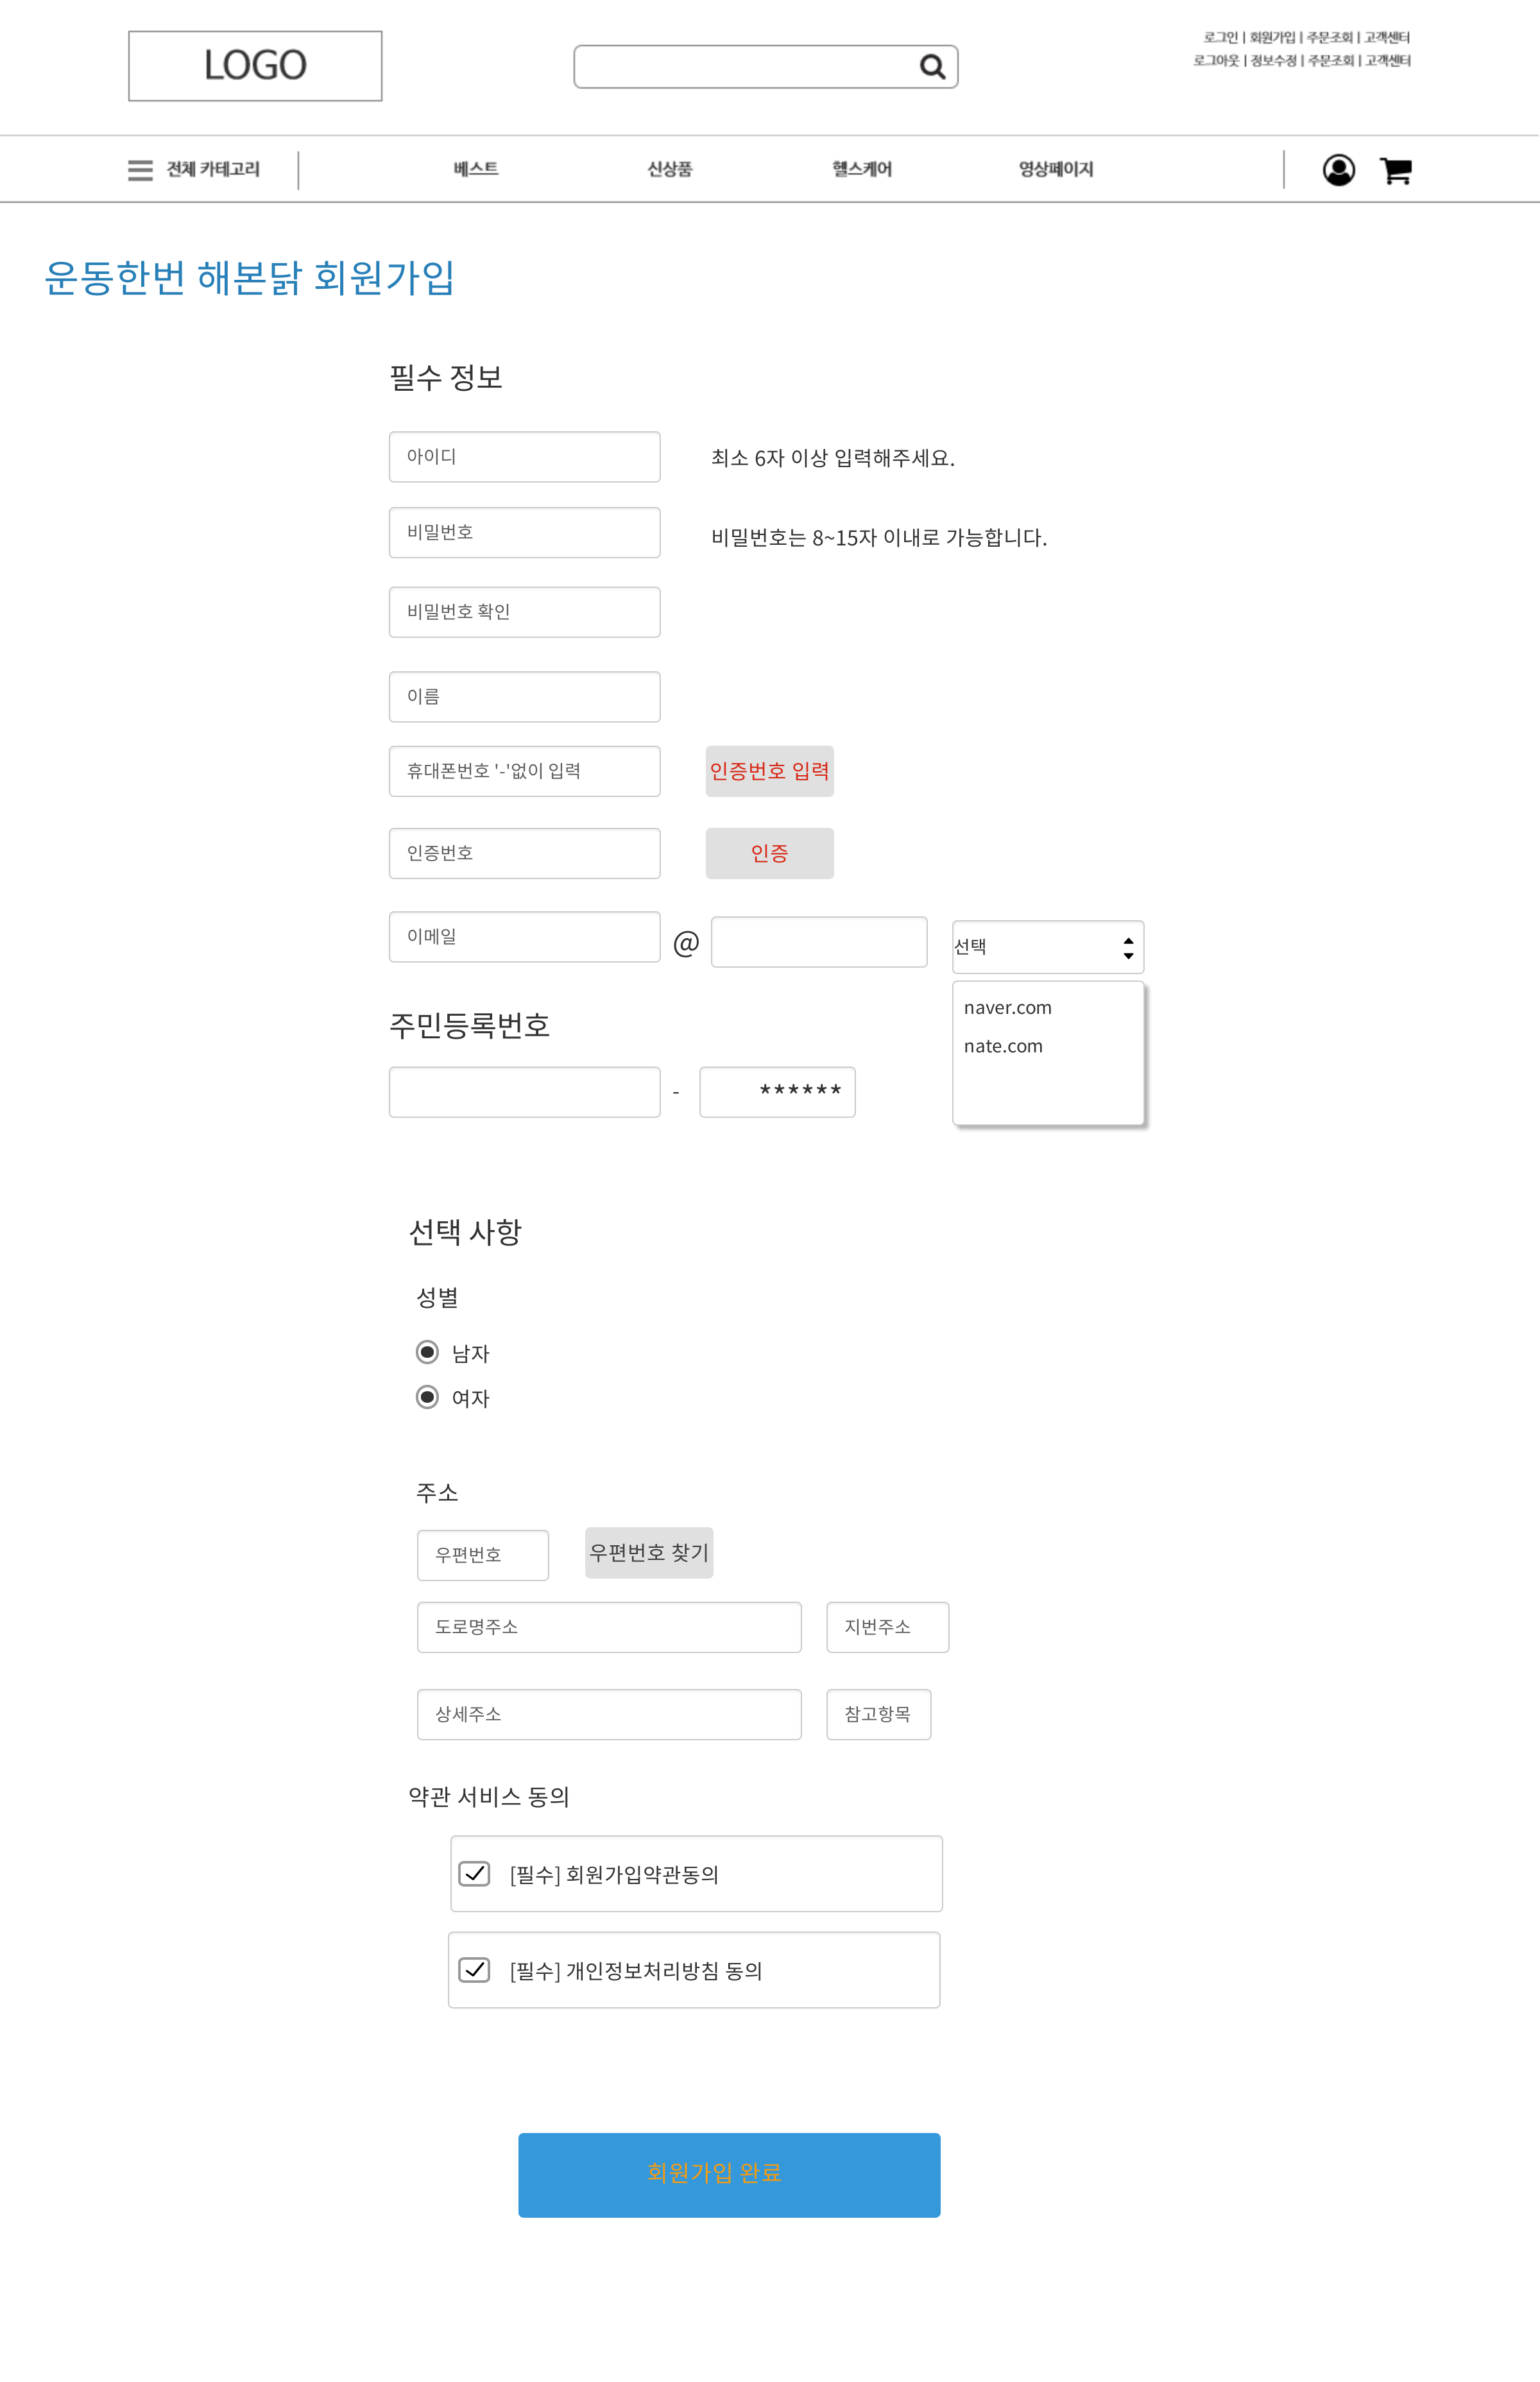 LOGO
로그인 | 회원가입 | 주문조회 | 고객센터
로그아웃 | 정보수정 | 주문조회 | 고객센터
전체 카테고리
베스트
신상품
헬스케어
영상페이지
운동한번 해본닭 회원가입
필수 정보
아이디
최소 6자 이상 입력해주세요.
비밀번호
비밀번호는 8~15자 이내로 가능합니다.
비밀번호 확인
이름
휴대폰번호 '-'없이 입력
인증번호 입력
인증번호
인증
이메일
@
선택
naver.com
nate.com
주민등록번호
- ******
선택 사항
성별
남자
여자
주소
우편번호
우편번호 찾기
도로명주소
지번주소
상세주소
참고항목
약관 서비스 동의
[필수] 회원가입약관동의
[필수] 개인정보처리방침 동의
회원가입 완료